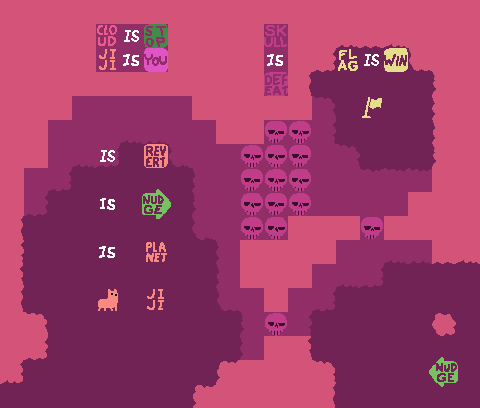 CLOUD IS STOP
JIJI IS YOU
SKULL
IS
DEFEAT
FLAG IS WIN
IS REVERT
IS NUDGE
IS PLANET
JIJI
NUDGE